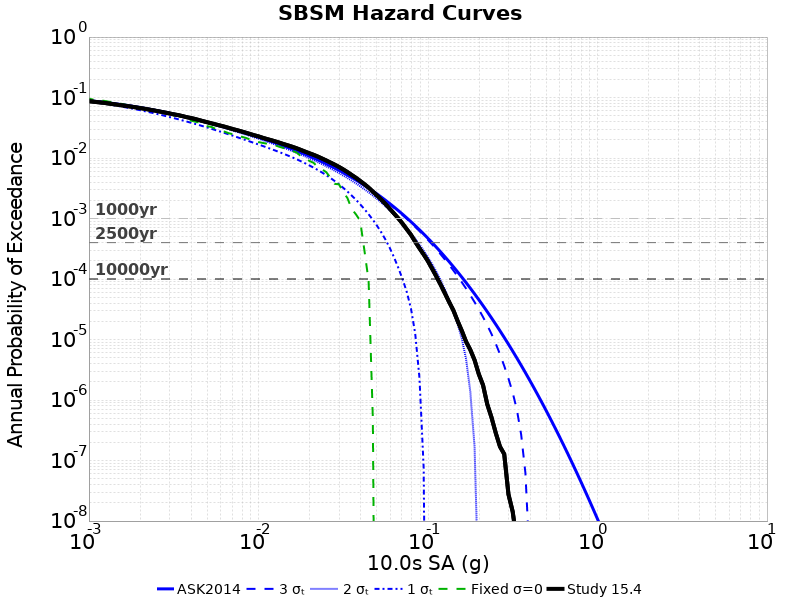 SBSM Hazard Curves
Annual Probability of Exceedance
10^0
10^-1
10^-2
10^-3
10^-4
10^-5
10^-6
10^-7
10^-8
1000yr
2500yr
10000yr
10^-3 10^-2 10^-1 10^0 10^1
10.0s SA (g)
ASK2014 3 σₜ 2 σₜ 1 σₜ Fixed σ=0 Study 15.4